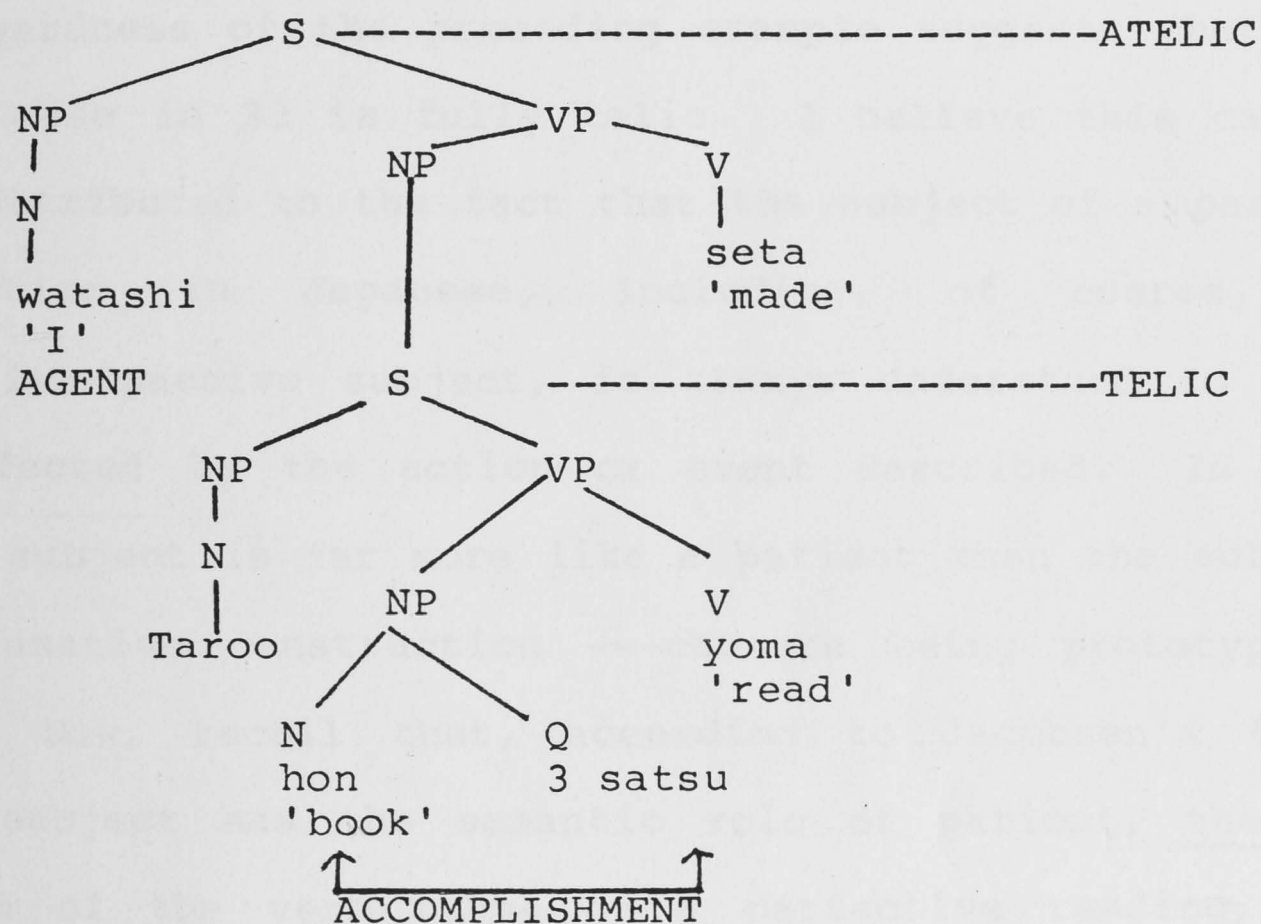 S ------------------------------------ATELIC
NP VP
NP V
N
seta
watashi 'made'
'I'
AGENT S --------------------------TELIC
NP VP
N
NP V
Taroo yoma
'read'
N Q
hon 3 satsu
'book'
ACCOMPLISHMENT